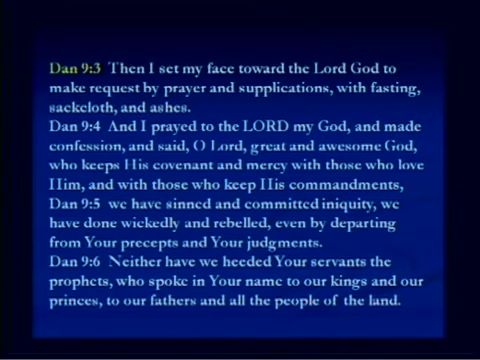 Dan 9:3 Then I set my face toward the Lord God to
make request by prayer and supplications, with fasting,
sackcloth, and ashes.
Dan 9:4 And I prayed to the LORD my God, and made
confession, and said, O Lord, great and awesome God,
who keeps His covenant and mercy with those who love
Him, and with those who keep His commandments,
Dan 9:5 we have sinned and committed iniquity, we
have done wickedly and rebelled, even by departing
from Your precepts and Your judgments.
Dan 9:6 Neither have we heeded Your servants the
prophets, who spoke in Your name to our kings and our
princes, to our fathers and all the people of the land.